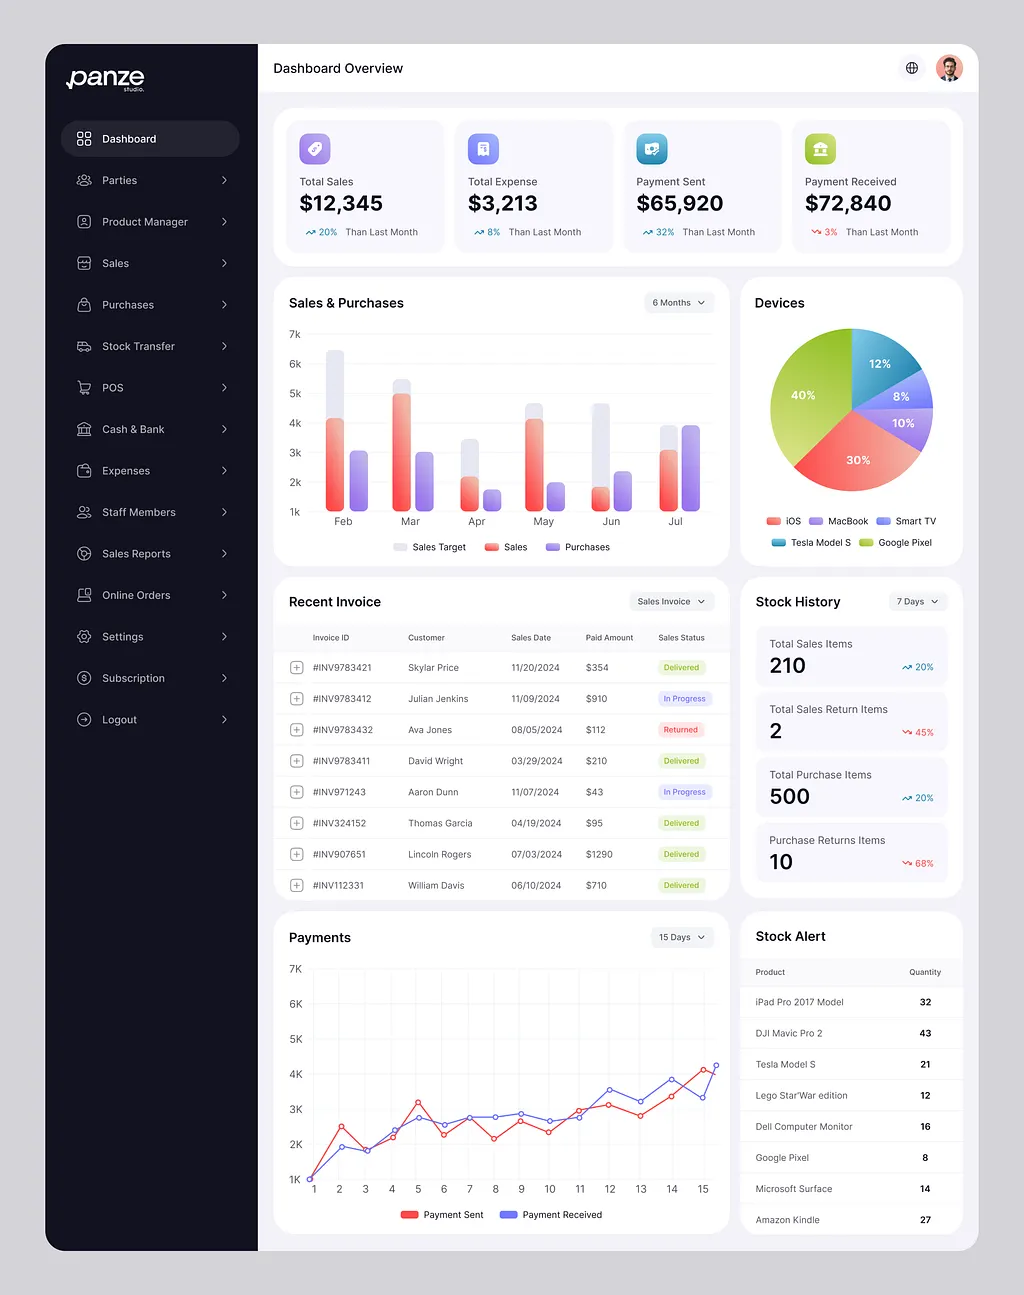 panze
studio.
Dashboard
Parties
Product Manager
Sales
Purchases
Stock Transfer
POS
Cash & Bank
Expenses
Staff Members
Sales Reports
Online Orders
Settings
Subscription
Logout
Dashboard Overview
Total Sales
$12,345
20% Than Last Month
Total Expense
$3,213
8% Than Last Month
Payment Sent
$65,920
32% Than Last Month
Payment Received
$72,840
3% Than Last Month
Sales & Purchases
6 Months
7k
6k
5k
4k
3k
2k
1k
Feb Mar Apr May Jun Jul
Sales Target Sales Purchases
Devices
12%
8%
10%
30%
40%
iOS MacBook Smart TV
Tesla Model S Google Pixel
Recent Invoice
Sales Invoice
Invoice ID Customer Sales Date Paid Amount Sales Status
#INV9783421 Skylar Price 11/20/2024 $354 Delivered
#INV9783412 Julian Jenkins 11/09/2024 $910 In Progress
#INV9783432 Ava Jones 08/05/2024 $112 Returned
#INV9783411 David Wright 03/29/2024 $210 Delivered
#INV971243 Aaron Dunn 11/07/2024 $43 In Progress
#INV324152 Thomas Garcia 04/19/2024 $95 Delivered
#INV907651 Lincoln Rogers 07/03/2024 $1290 Delivered
#INV112331 William Davis 06/10/2024 $710 Delivered
Stock History
7 Days
Total Sales Items
210 20%
Total Sales Return Items
2 45%
Total Purchase Items
500 20%
Purchase Returns Items
10 68%
Payments
15 Days
7K
6K
5K
4K
3K
2K
1K
1 2 3 4 5 6 7 8 9 10 11 12 13 14 15
Payment Sent Payment Received
Stock Alert
Product Quantity
iPad Pro 2017 Model 32
DJI Mavic Pro 2 43
Tesla Model S 21
Lego Star'War edition 12
Dell Computer Monitor 16
Google Pixel 8
Microsoft Surface 14
Amazon Kindle 27